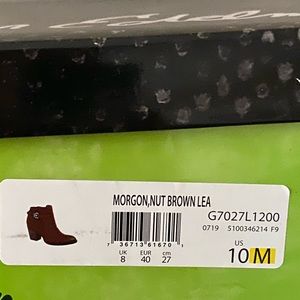 MORGON,NUT BROWN LEA
G7027L1200
0719 5100346214 F9
7 36713 61670 1
UK EUR cm
8 40 27
US
10 M